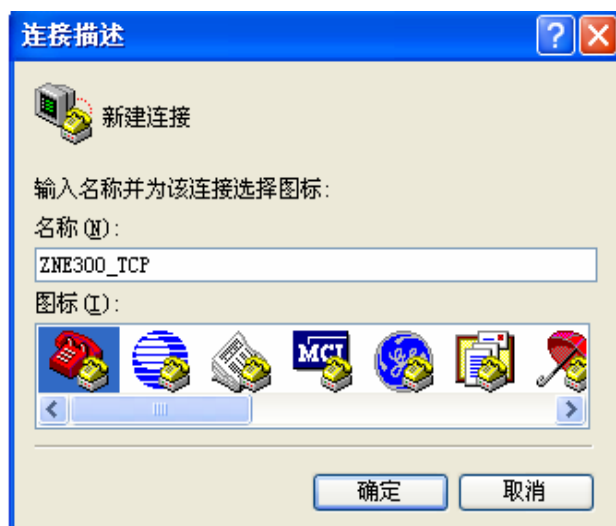 连接描述
新建连接
输入名称并为该连接选择图标:
名称(N):
ZNE300_TCP
图标(I):
MCI
确定 取消